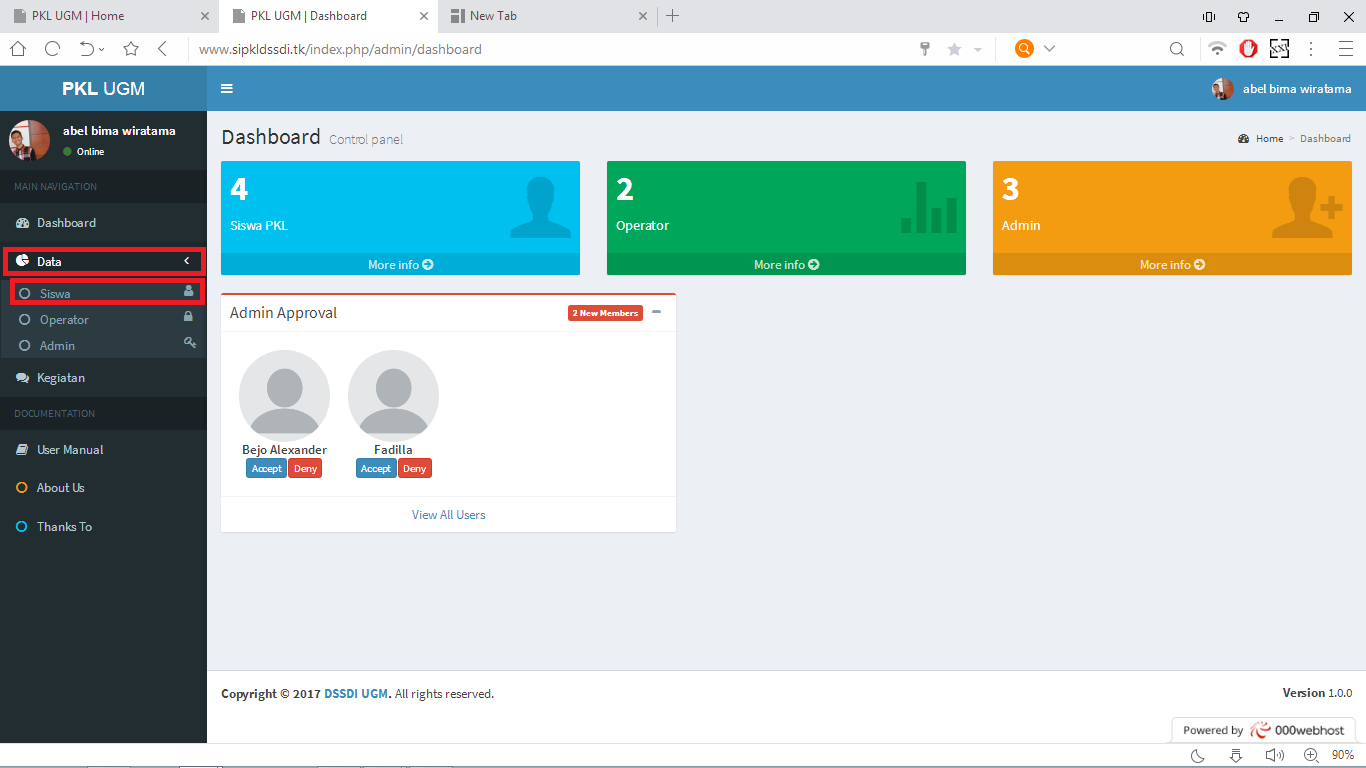 PKL UGM | Home
PKL UGM | Dashboard
New Tab
www.sipkldssdi.tk/index.php/admin/dashboard
PKL UGM
abel bima wiratama
abel bima wiratama
Online
MAIN NAVIGATION
Dashboard
Data
Siswa
Operator
Admin
Kegiatan
DOCUMENTATION
User Manual
About Us
Thanks To
Dashboard Control panel
Home > Dashboard
4
Siswa PKL
More info
2
Operator
More info
3
Admin
More info
Admin Approval
2 New Members
Bejo Alexander
Accept Deny
Fadilla
Accept Deny
View All Users
Copyright © 2017 DSSDI UGM. All rights reserved.
Version 1.0.0
Powered by 000webhost
90%